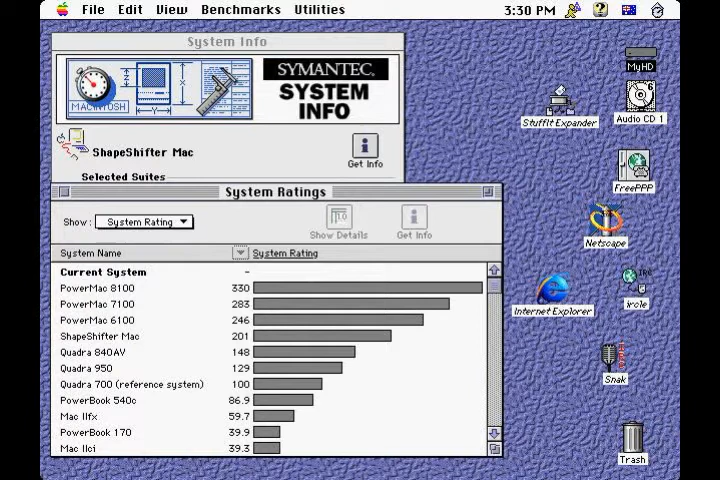 File Edit View Benchmarks Utilities 3:30 PM
System Info
MACINTOSH
SYMANTEC
SYSTEM
INFO
ShapeShifter Mac
Get Info
Selected Suites
System Ratings
Show: System Rating
Show Details Get Info
System Name System Rating
Current System -
PowerMac 8100 330
PowerMac 7100 283
PowerMac 6100 246
ShapeShifter Mac 201
Quadra 840AV 148
Quadra 950 129
Quadra 700 (reference system) 100
PowerBook 540c 86.9
Mac IIfx 59.7
PowerBook 170 39.9
Mac IIci 39.3
MyHD
StuffIt Expander
Audio CD 1
FreePPP
Netscape
Internet Explorer
IRC
ircle
Snak
Trash